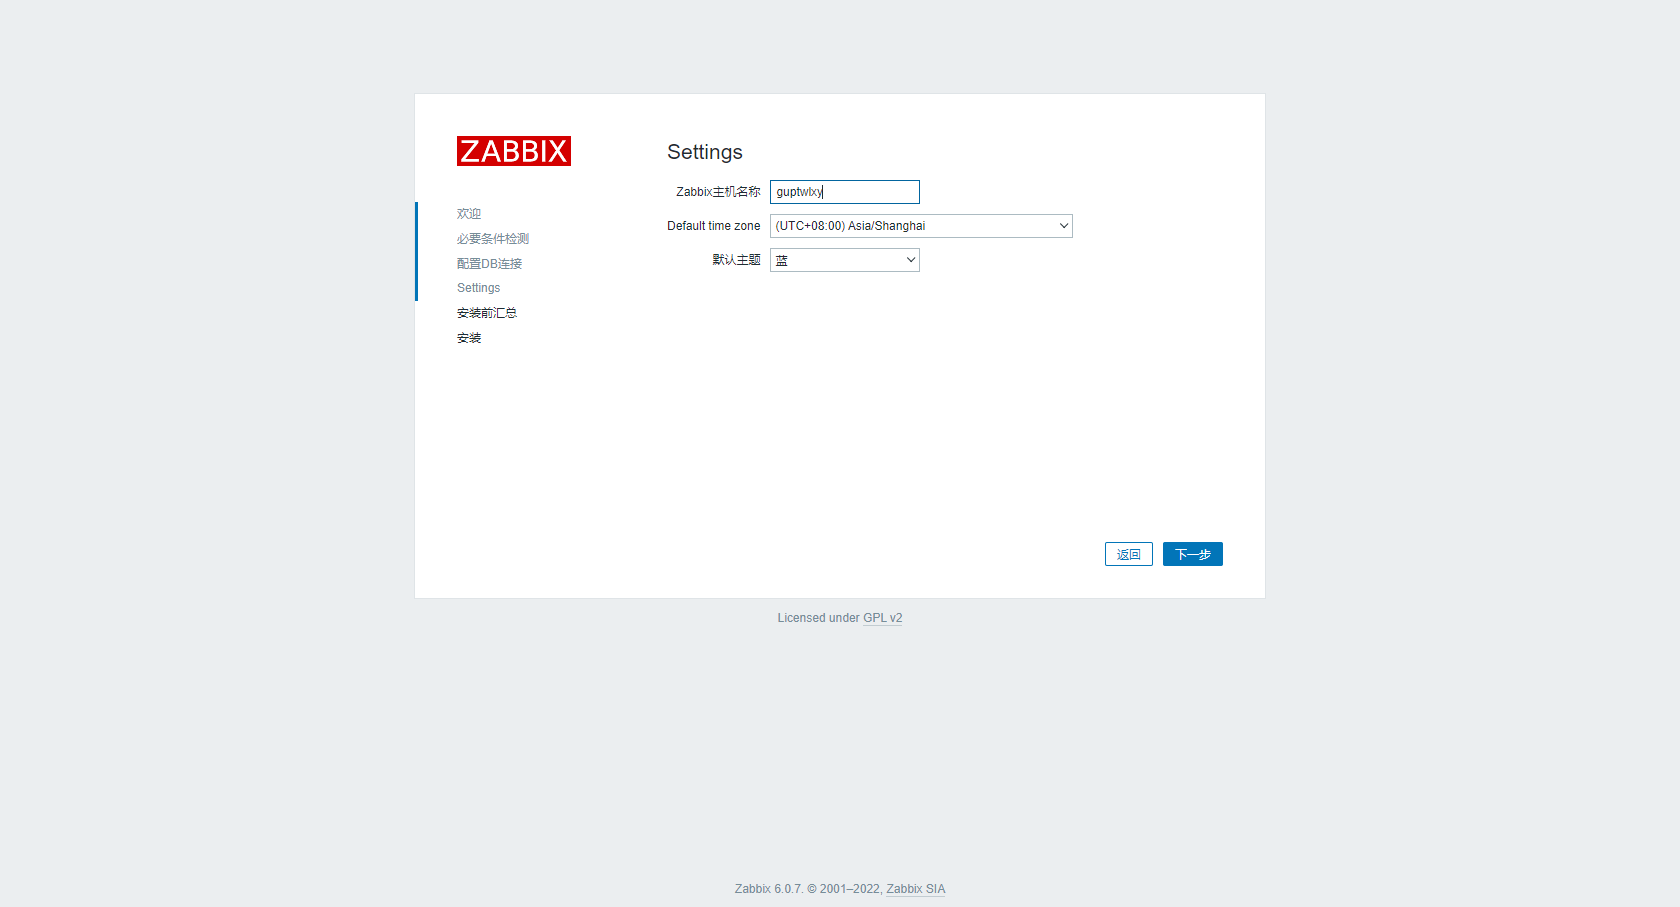 ZABBIX
欢迎
必要条件检测
配置DB连接
Settings
安装前汇总
安装
Settings
Zabbix主机名称 guptwlxy
Default time zone (UTC+08:00) Asia/Shanghai
默认主题 蓝
返回 下一步
Licensed under GPL v2
Zabbix 6.0.7. © 2001–2022, Zabbix SIA